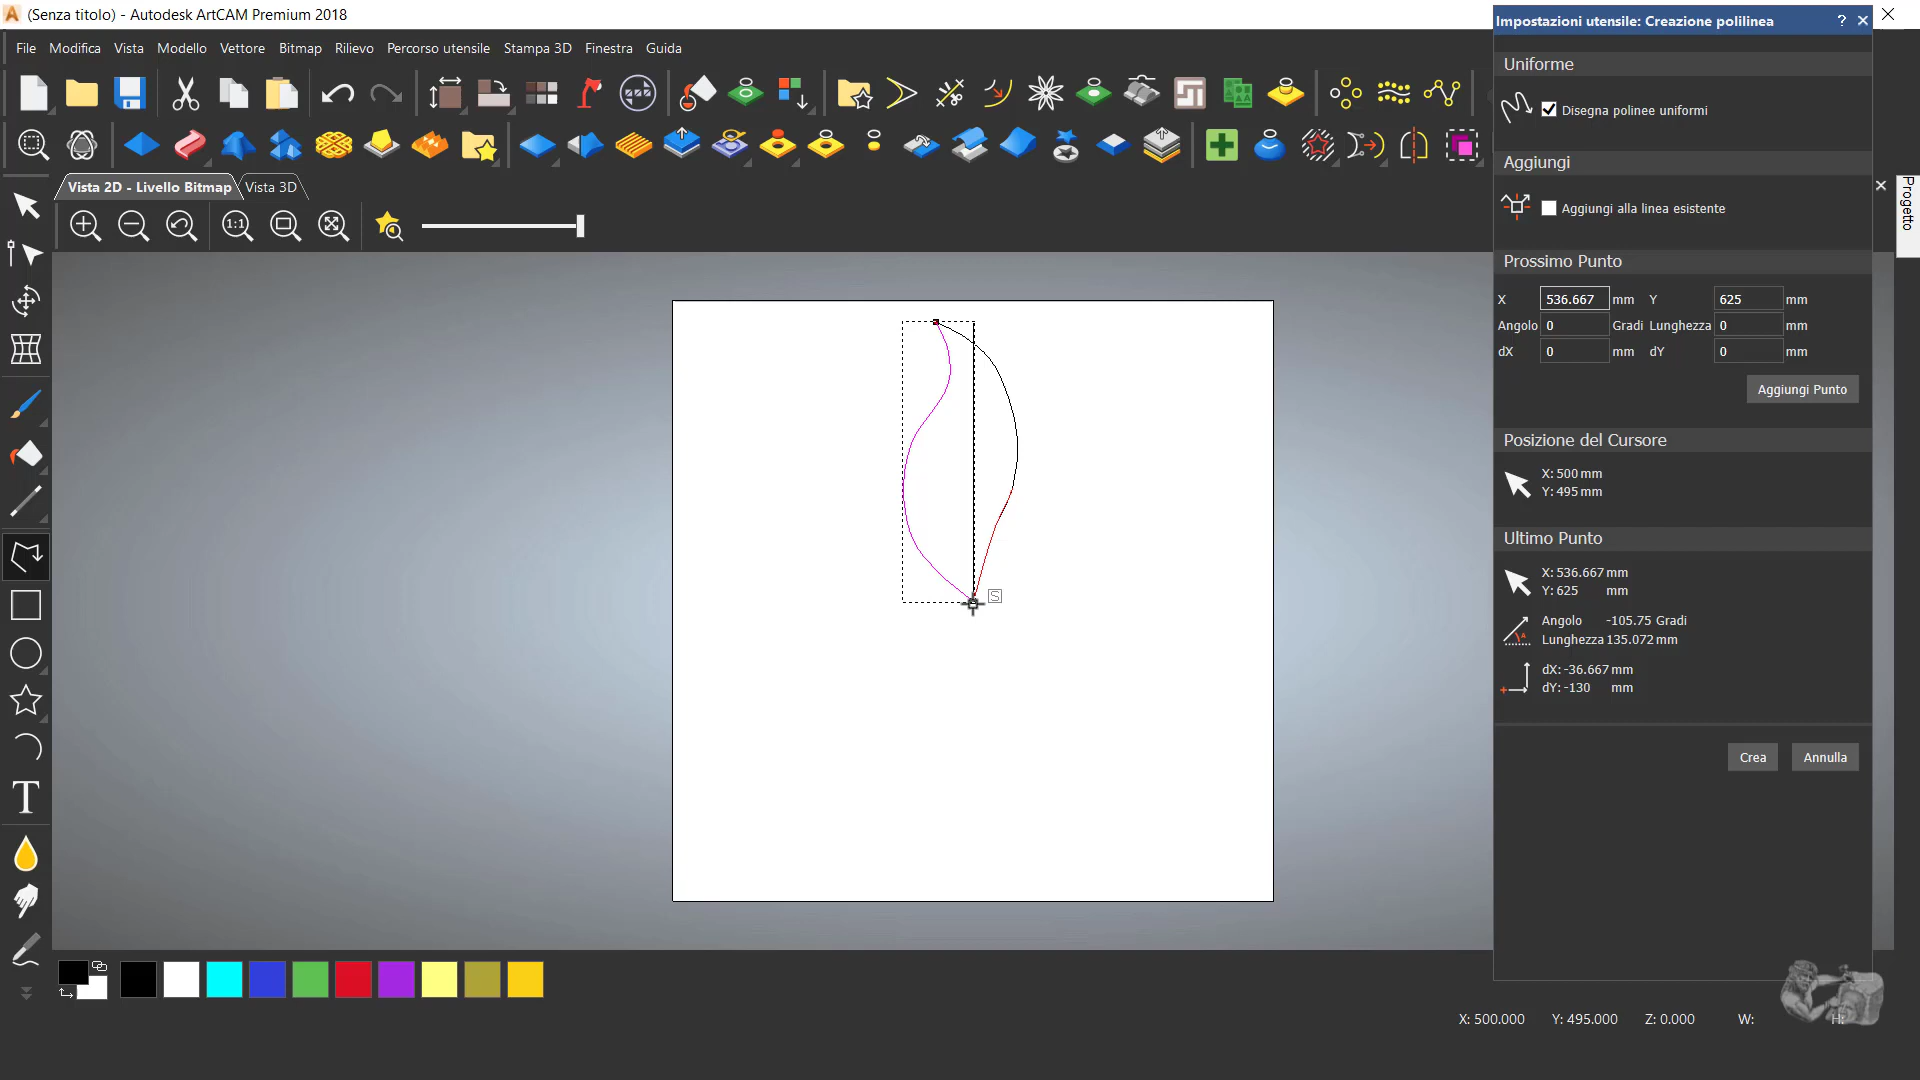 (Senza titolo) - Autodesk ArtCAM Premium 2018
File Modifica Vista Modello Vettore Bitmap Rilievo Percorso utensile Stampa 3D Finestra Guida
Vista 2D - Livello Bitmap Vista 3D
1:1
S
Impostazioni utensile: Creazione polilinea ?
Uniforme
Disegna polinee uniformi
Aggiungi
Aggiungi alla linea esistente
Prossimo Punto
X 536.667 mm Y 625 mm
Angolo 0 Gradi Lunghezza 0 mm
dX 0 mm dY 0 mm
Aggiungi Punto
Posizione del Cursore
X: 500 mm
Y: 495 mm
Ultimo Punto
X: 536.667 mm
Y: 625 mm
Angolo -105.75 Gradi
Lunghezza 135.072 mm
dX: -36.667 mm
dY: -130 mm
Crea Annulla
Progetto
T
X: 500.000 Y: 495.000 Z: 0.000 W: H: